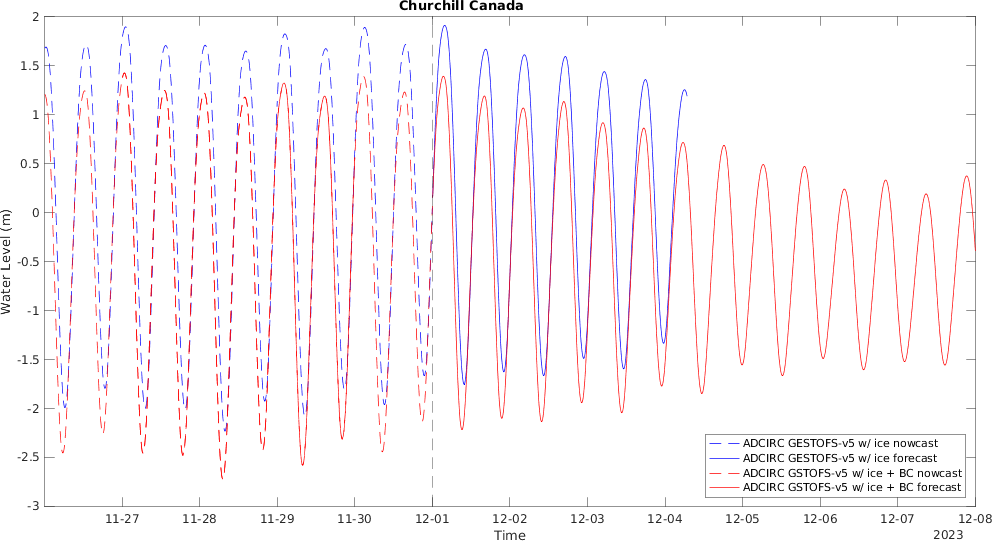 Churchill Canada
2
1.5
1
0.5
0
-0.5
-1
-1.5
-2
-2.5
-3
Water Level (m)
ADCIRC GESTOFS-v5 w/ ice nowcast
ADCIRC GESTOFS-v5 w/ ice forecast
ADCIRC GSTOFS-v5 w/ ice + BC nowcast
ADCIRC GSTOFS-v5 w/ ice + BC forecast
11-27 11-28 11-29 11-30 12-01 12-02 12-03 12-04 12-05 12-06 12-07 12-08
Time
2023